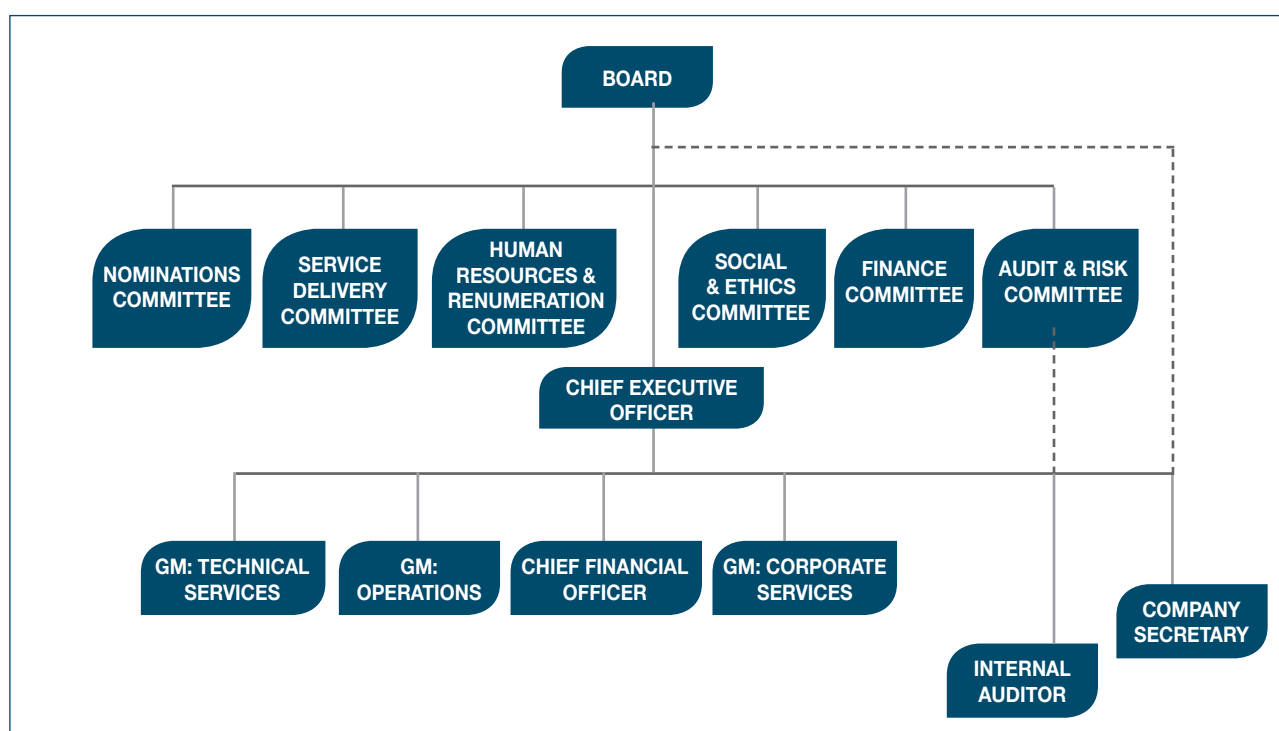 BOARD
NOMINATIONS
COMMITTEE
SERVICE
DELIVERY
COMMITTEE
HUMAN
RESOURCES &
RENUMERATION
COMMITTEE
SOCIAL
& ETHICS
COMMITTEE
FINANCE
COMMITTEE
AUDIT & RISK
COMMITTEE
CHIEF EXECUTIVE
OFFICER
GM: TECHNICAL
SERVICES
GM:
OPERATIONS
CHIEF FINANCIAL
OFFICER
GM: CORPORATE
SERVICES
COMPANY
SECRETARY
INTERNAL
AUDITOR